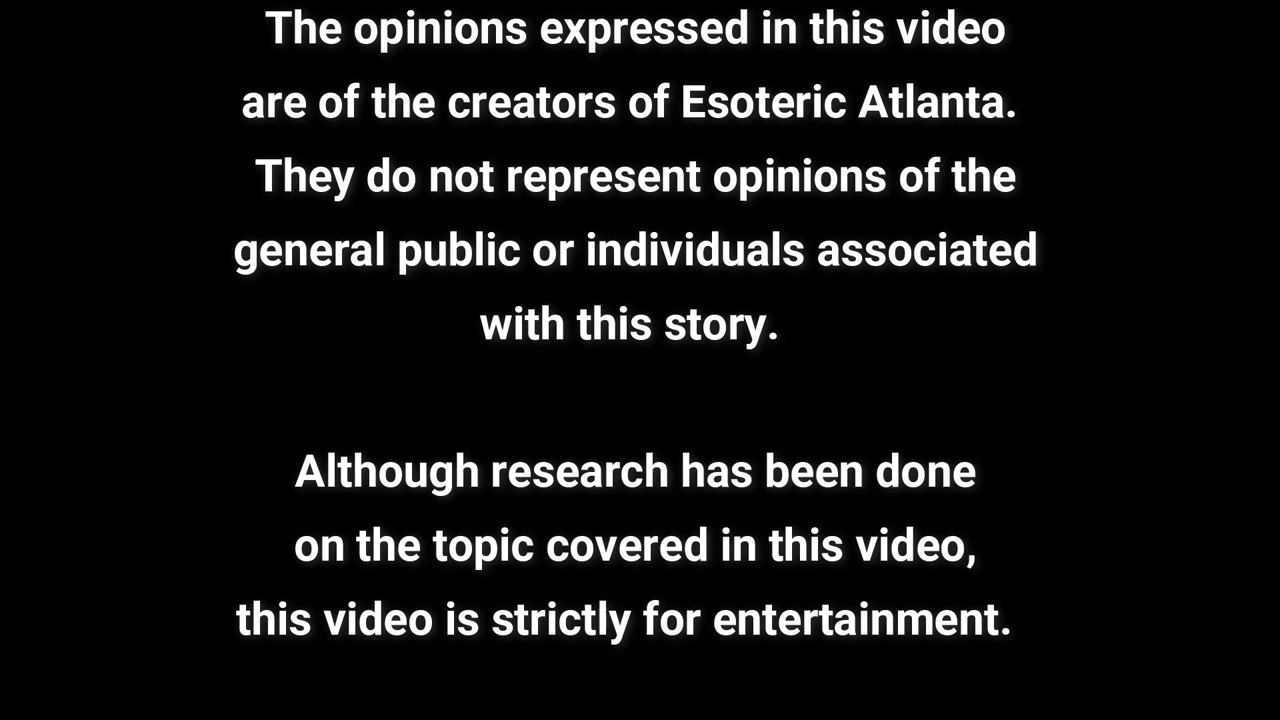 The opinions expressed in this video
are of the creators of Esoteric Atlanta.
They do not represent opinions of the
general public or individuals associated
with this story.
Although research has been done
on the topic covered in this video,
this video is strictly for entertainment.